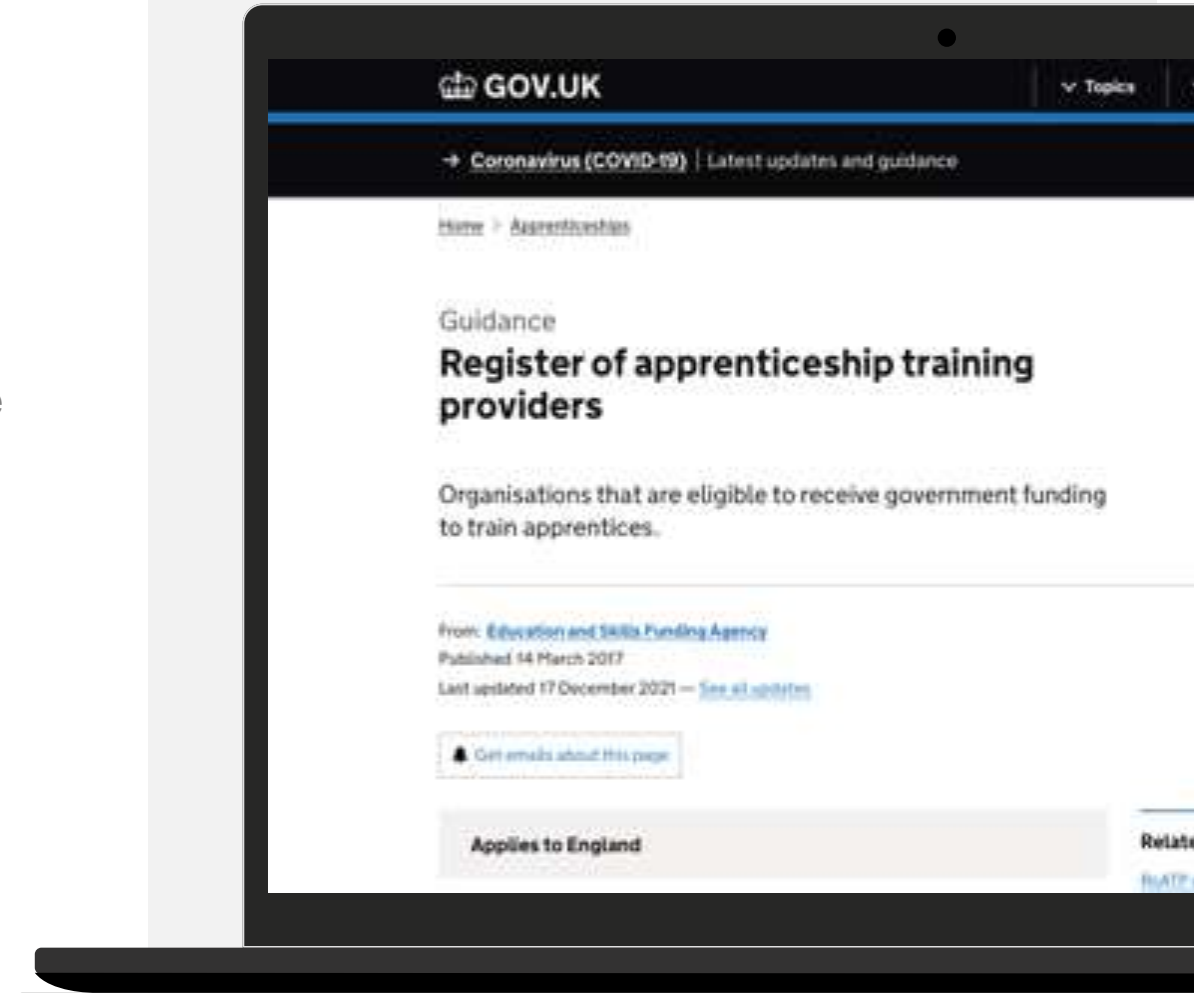 GOV.UK
Topics
→ Coronavirus (COVID-19) | Latest updates and guidance
Home > Apprenticeships
Guidance
Register of apprenticeship training
providers
Organisations that are eligible to receive government funding
to train apprentices.
From: Education and Skills Funding Agency
Published 14 March 2017
Last updated 17 December 2021 — See all updates
Get emails about this page
Applies to England
Relate
RoATP
e